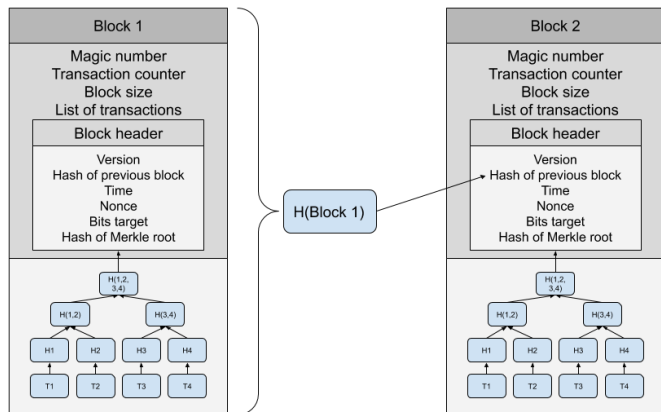 Block 1
Magic number
Transaction counter
Block size
List of transactions
Block header
Version
Hash of previous block
Time
Nonce
Bits target
Hash of Merkle root
H(1,2,
3,4)
H(1,2) H(3,4)
H1 H2 H3 H4
T1 T2 T3 T4
H(Block 1)
Block 2
Magic number
Transaction counter
Block size
List of transactions
Block header
Version
Hash of previous block
Time
Nonce
Bits target
Hash of Merkle root
H(1,2,
3,4)
H(1,2) H(3,4)
H1 H2 H3 H4
T1 T2 T3 T4